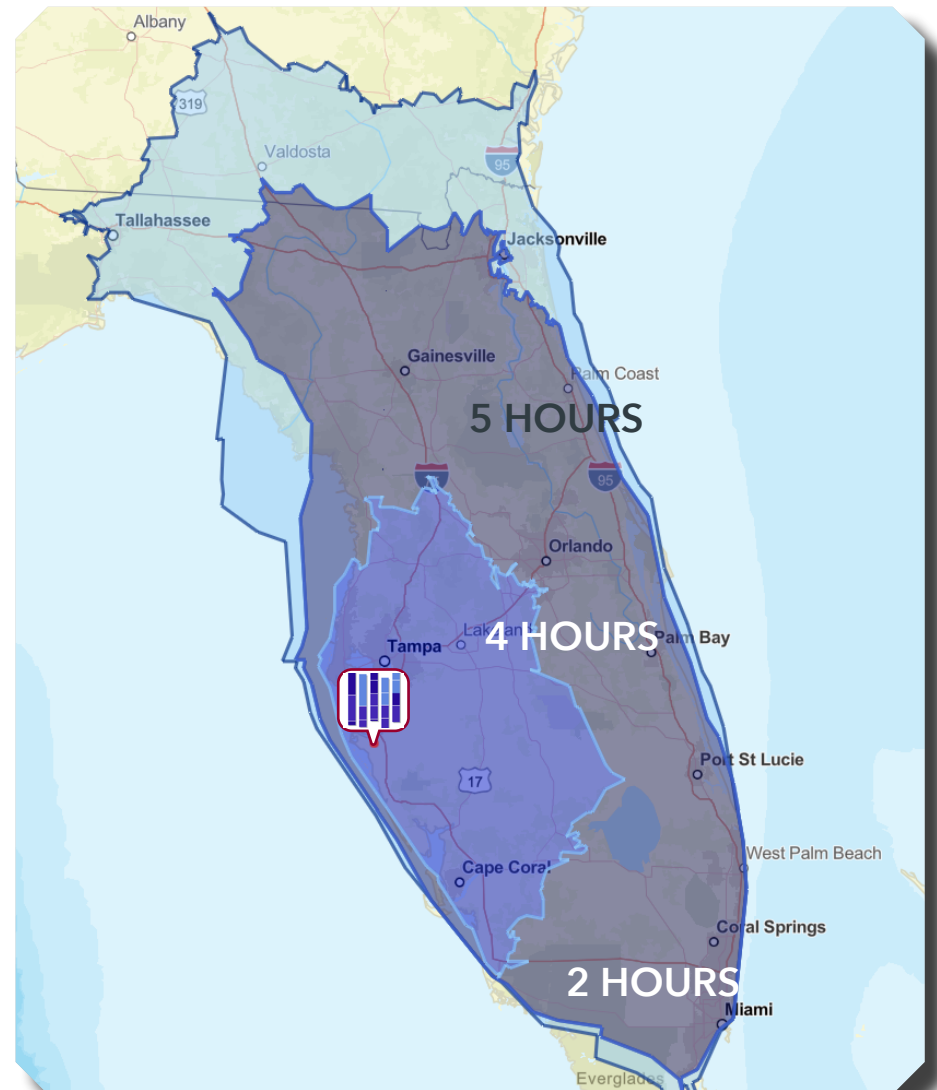 Albany
319
Valdosta
95
Tallahassee
Jacksonville
Gainesville
Palm Coast
5 HOURS
95
Orlando
Lakeland
4 HOURS
Palm Bay
Tampa
Port St Lucie
17
West Palm Beach
Cape Coral
Coral Springs
2 HOURS
Miami
Everglades